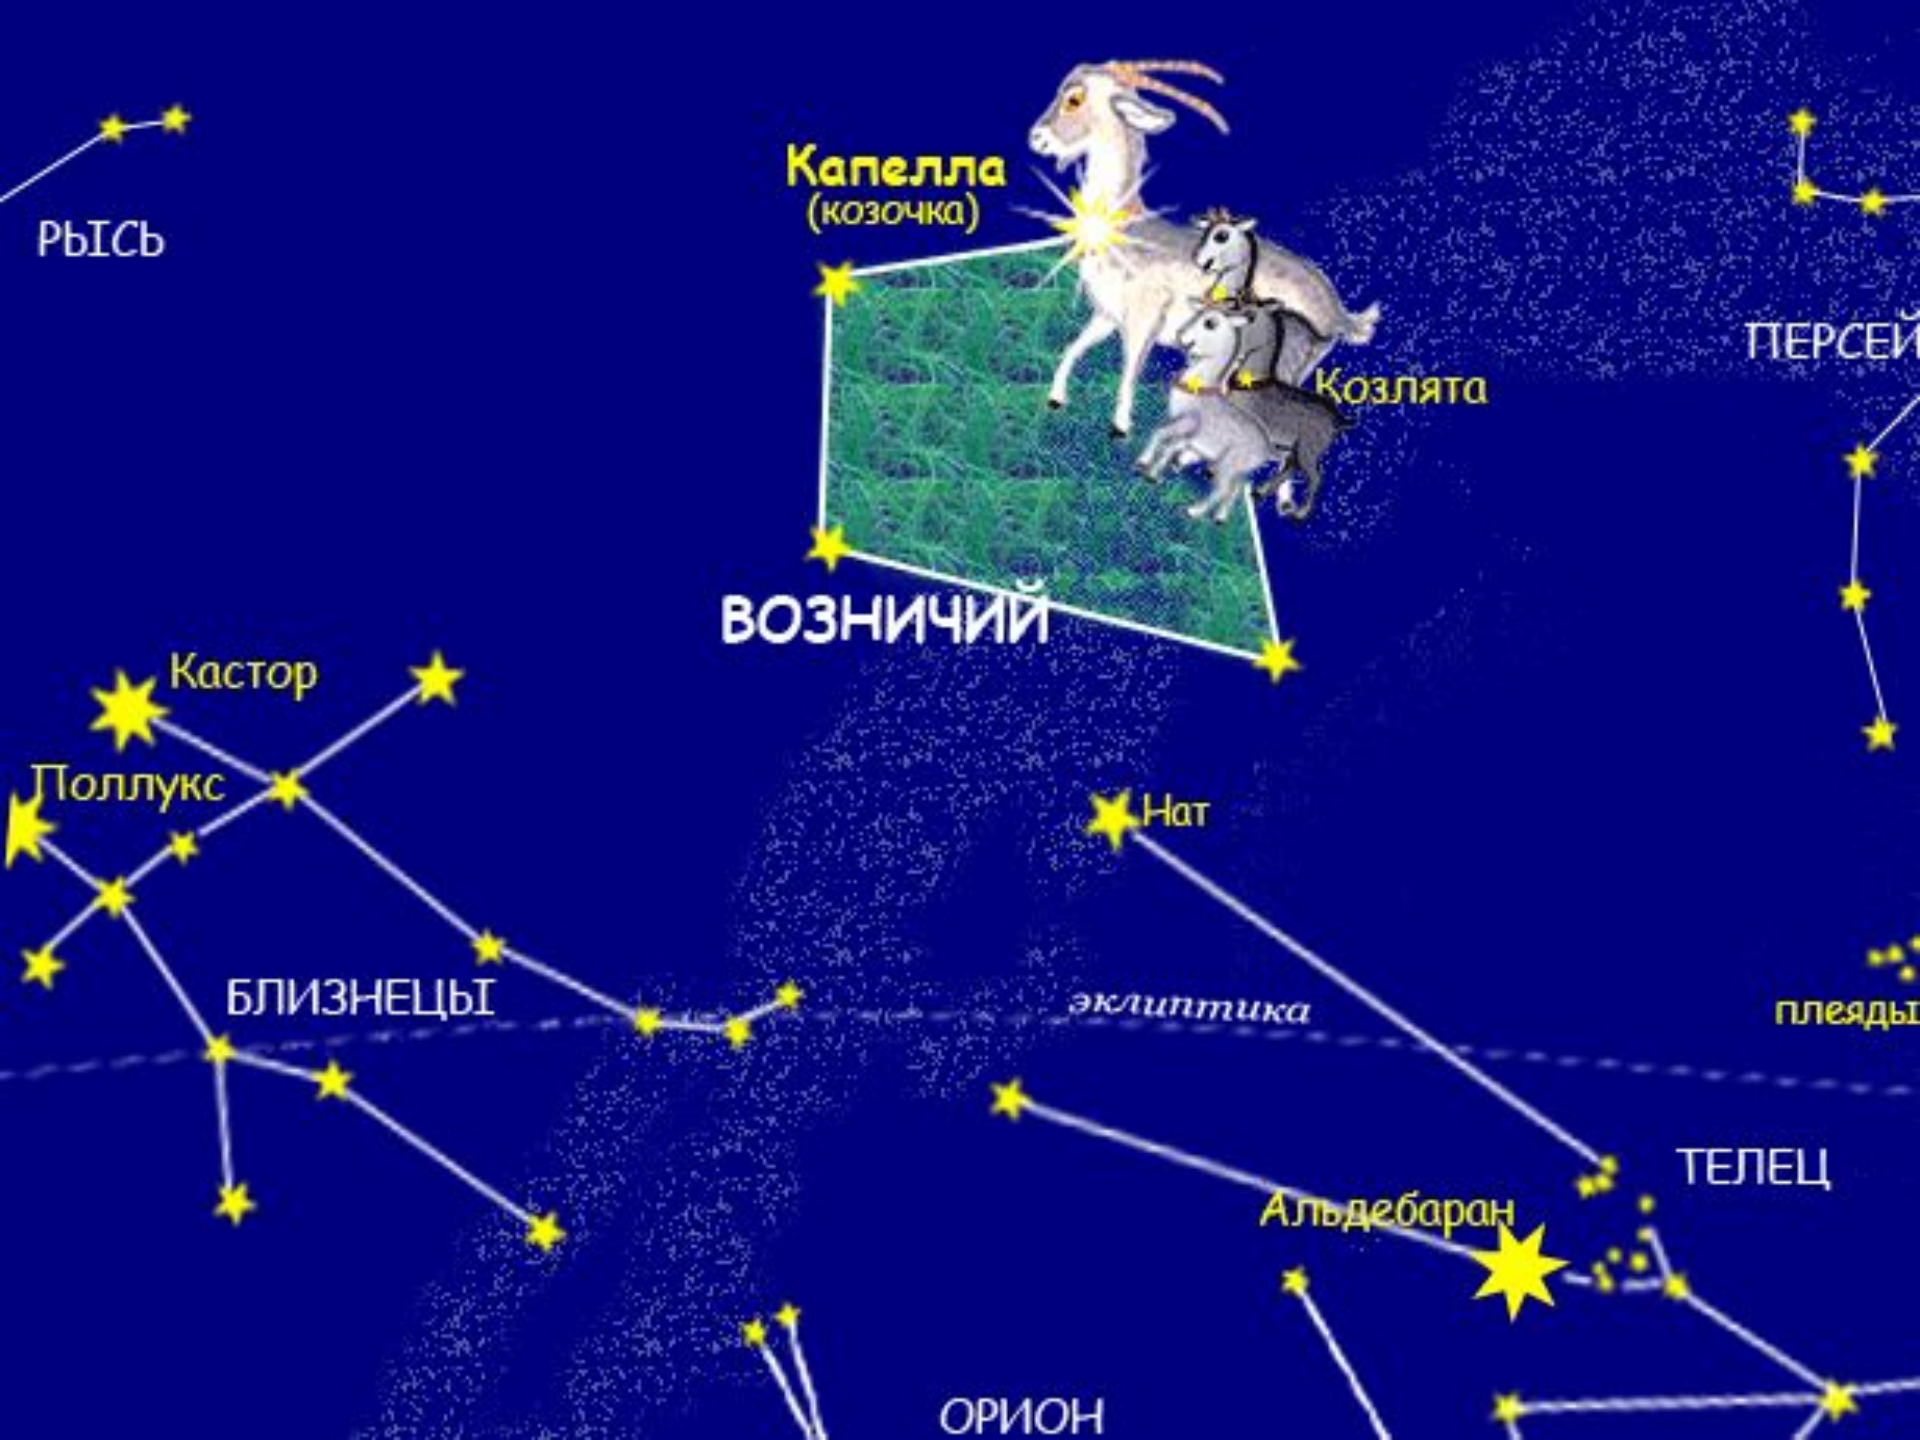 Капелла
(козочка)
РЫСЬ
ПЕРСЕЙ
Козлята
ВОЗНИЧИЙ
Кастор
Поллукс
Нат
БЛИЗНЕЦЫ
эклиптика
плеяды
ТЕЛЕЦ
Альдебаран
ОРИОН